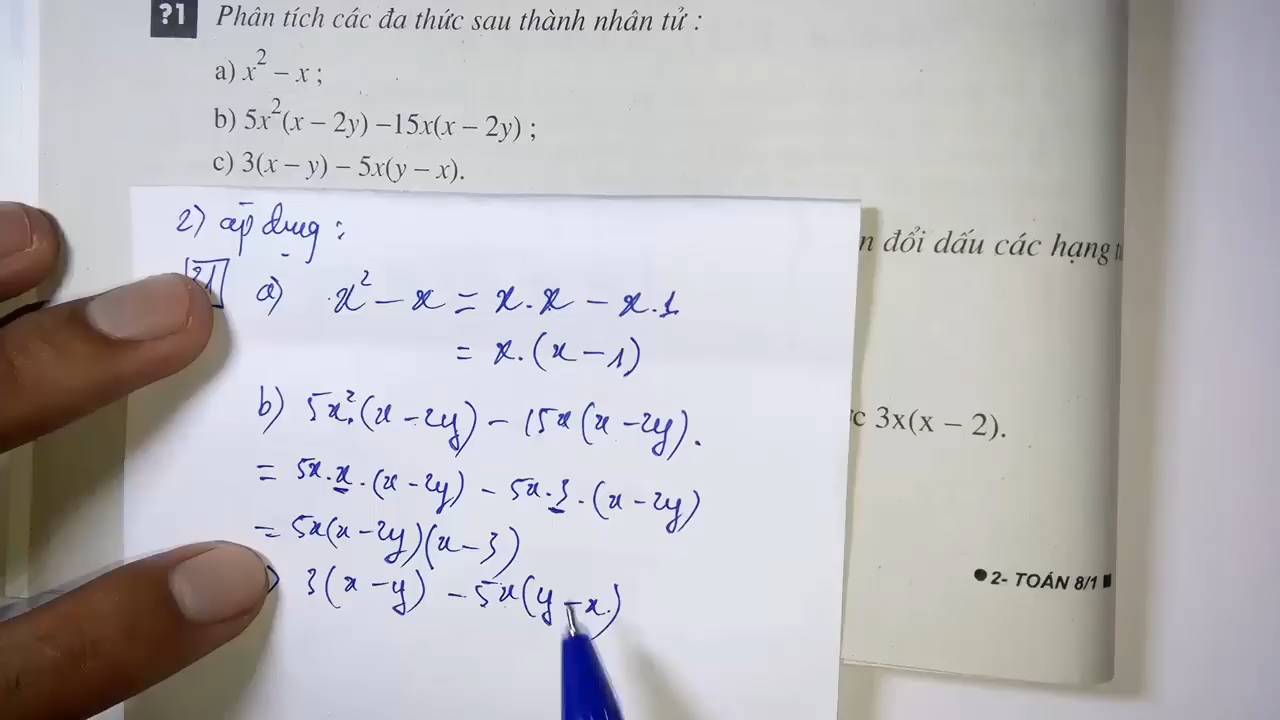 ?1 Phân tích các đa thức sau thành nhân tử :
a) x² – x ;
b) 5x²(x – 2y) –15x(x – 2y) ;
c) 3(x – y) – 5x(y – x).
đổi dấu các hạng
3x(x – 2).
2- TOÁN 8/1
2) áp dụng :
?1 a) x² – x = x.x – x.1
= x.(x – 1)
b) 5x².(x – 2y) – 15x(x – 2y).
= 5x.x.(x – 2y) – 5x.3.(x – 2y)
= 5x(x – 2y)(x – 3)
3(x – y) – 5x(y – x)